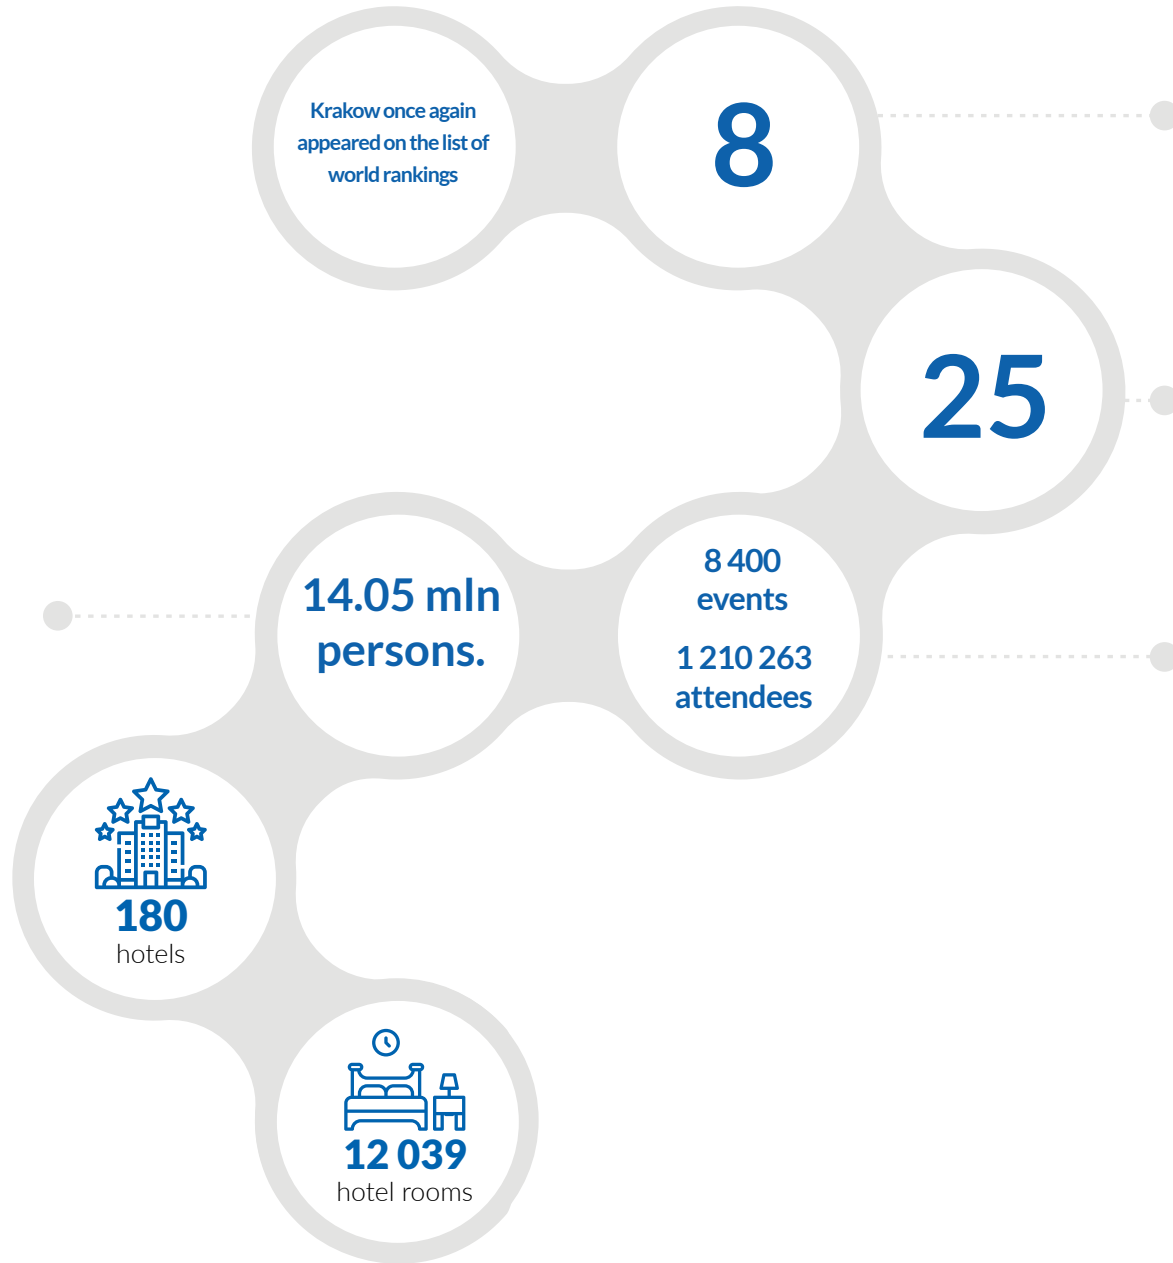 Krakow once again
appeared on the list of
world rankings
8
25
8 400
events
1 210 263
attendees
14.05 mln
persons.
180
hotels
12 039
hotel rooms